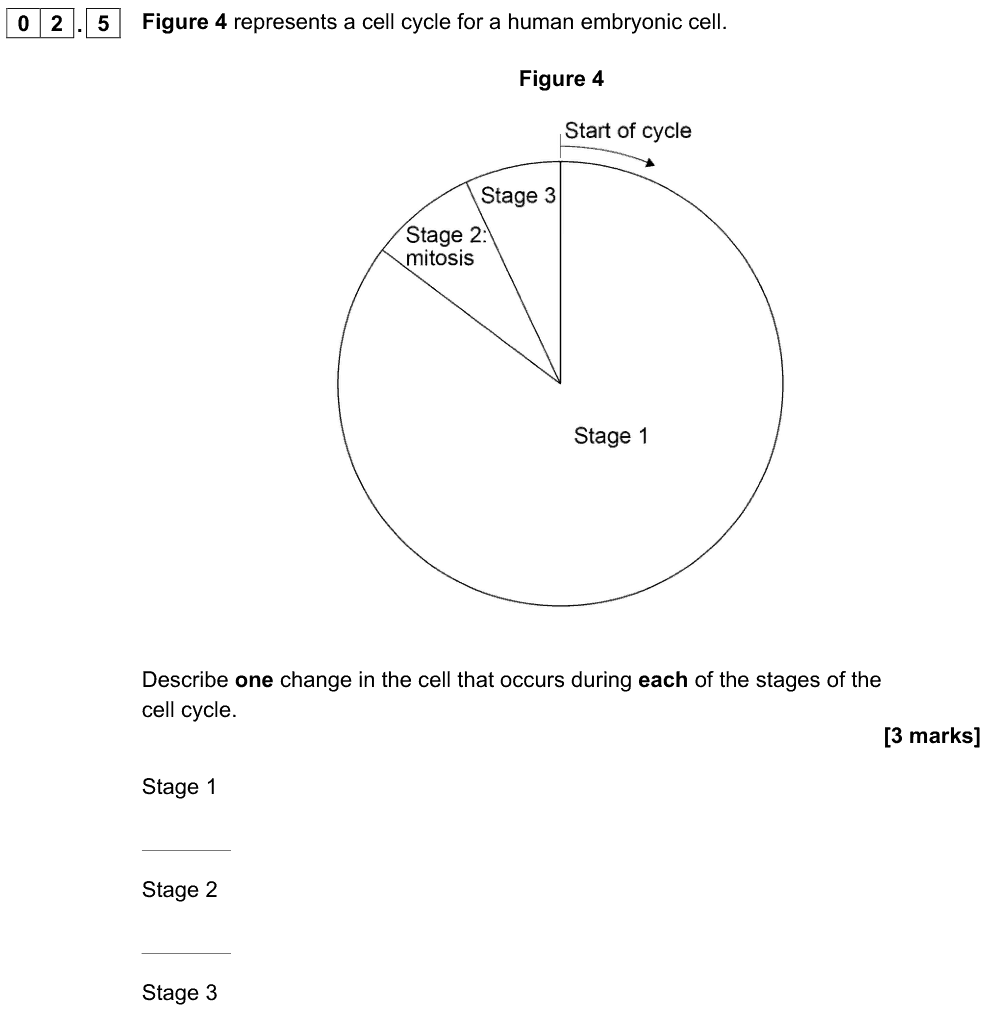 02.5 Figure 4 represents a cell cycle for a human embryonic cell.
Figure 4
Start of cycle
Stage 3
Stage 2:
mitosis
Stage 1
Describe one change in the cell that occurs during each of the stages of the
cell cycle.
[3 marks]
Stage 1
Stage 2
Stage 3